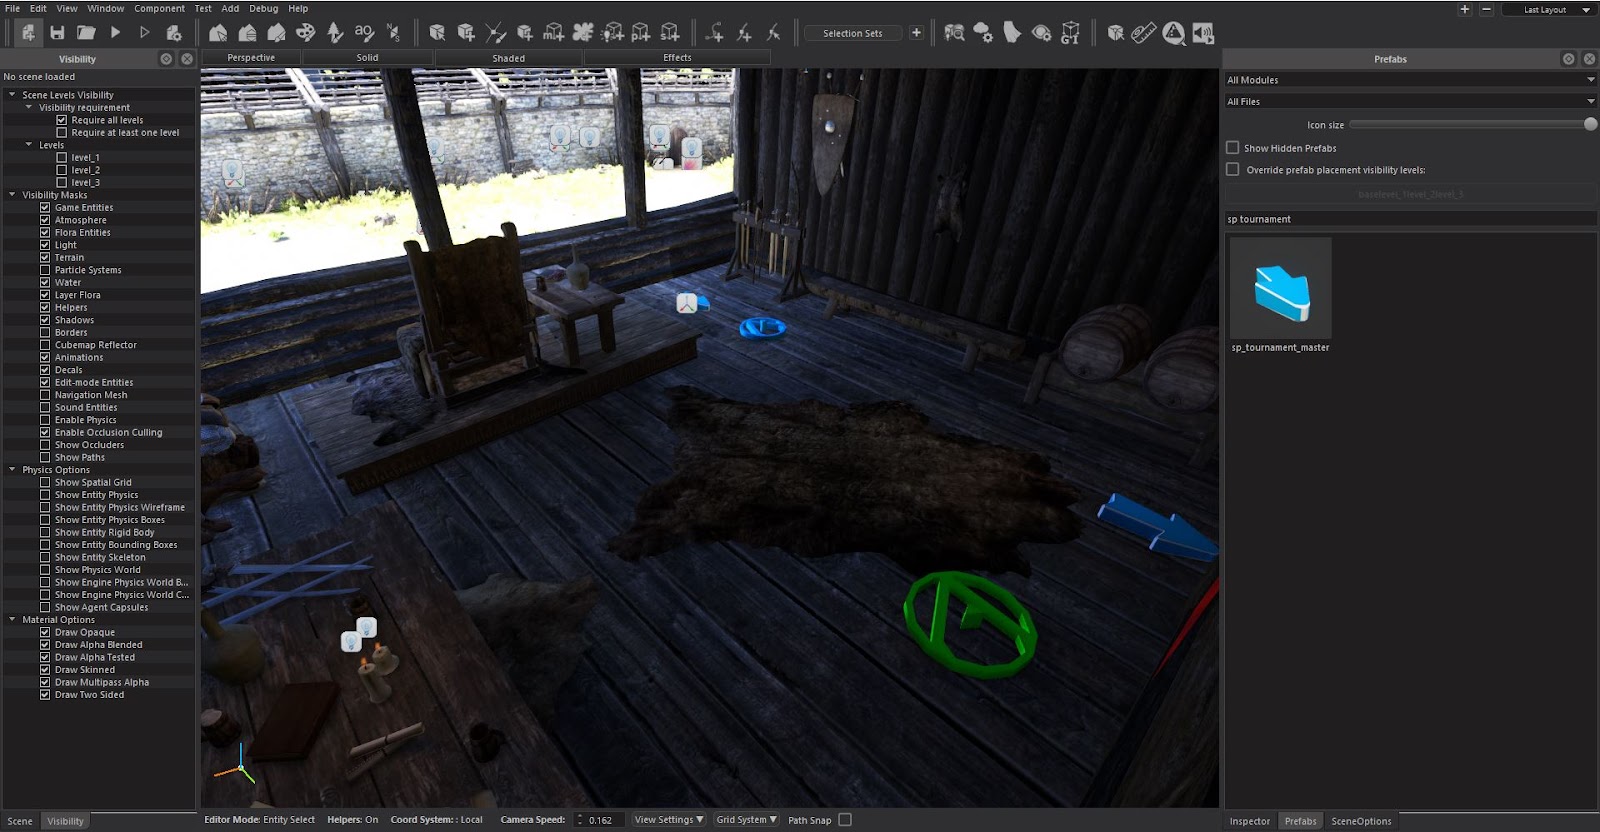 File Edit View Window Component Test Add Debug Help
Last Layout
Selection Sets
Visibility
Perspective Solid Shaded Effects
Prefabs
No scene loaded
Scene Levels Visibility
Visibility requirement
Require all levels
Require at least one level
Levels
level_1
level_2
level_3
Visibility Masks
Game Entities
Atmosphere
Flora Entities
Light
Terrain
Particle Systems
Water
Layer Flora
Helpers
Shadows
Borders
Cubemap Reflector
Animations
Decals
Edit-mode Entities
Navigation Mesh
Sound Entities
Enable Physics
Enable Occlusion Culling
Show Occluders
Show Paths
Physics Options
Show Spatial Grid
Show Entity Physics
Show Entity Physics Wireframe
Show Entity Physics Boxes
Show Entity Rigid Body
Show Entity Bounding Boxes
Show Entity Skeleton
Show Physics World
Show Engine Physics World B...
Show Engine Physics World C...
Show Agent Capsules
Material Options
Draw Opaque
Draw Alpha Blended
Draw Alpha Tested
Draw Skinned
Draw Multipass Alpha
Draw Two Sided
Scene Visibility
All Modules
All Files
Icon size
Show Hidden Prefabs
Override prefab placement visibility levels:
baselevel_1level_2level_3
sp tournament
sp_tournament_master
Editor Mode: Entity Select Helpers: On Coord System: : Local Camera Speed: 0.162 View Settings Grid System Path Snap
Inspector Prefabs SceneOptions